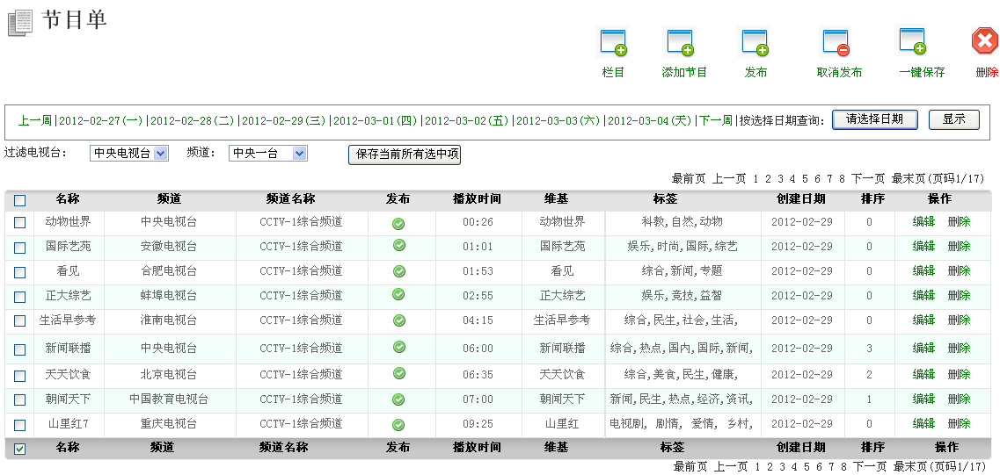 节目单
栏目 添加节目 发布 取消发布 一键保存 删除
上一周|2012-02-27(一)|2012-02-28(二)|2012-02-29(三)|2012-03-01(四)|2012-03-02(五)|2012-03-03(六)|2012-03-04(天)|下一周|按选择日期查询: 请选择日期 显示
过滤电视台: 中央电视台 频道: 中央一台 保存当前所有选中项
最前页 上一页 1 2 3 4 5 6 7 8 下一页 最末页(页码1/17)
名称 频道 频道名称 发布 播放时间 维基 标签 创建日期 排序 操作
动物世界 中央电视台 CCTV-1综合频道 00:26 动物世界 科教,自然,动物 2012-02-29 0 编辑 删除
国际艺苑 安徽电视台 CCTV-1综合频道 01:01 国际艺苑 娱乐,时尚,国际,综艺 2012-02-29 0 编辑 删除
看见 合肥电视台 CCTV-1综合频道 01:53 看见 综合,新闻,专题 2012-02-29 0 编辑 删除
正大综艺 蚌埠电视台 CCTV-1综合频道 02:55 正大综艺 娱乐,竞技,益智 2012-02-29 0 编辑 删除
生活早参考 淮南电视台 CCTV-1综合频道 04:15 生活早参考 综合,民生,社会,生活, 2012-02-29 0 编辑 删除
新闻联播 中央电视台 CCTV-1综合频道 06:00 新闻联播 综合,热点,国内,国际,新闻, 2012-02-29 3 编辑 删除
天天饮食 北京电视台 CCTV-1综合频道 06:35 天天饮食 综合,美食,民生,健康, 2012-02-29 2 编辑 删除
朝闻天下 中国教育电视台 CCTV-1综合频道 07:00 朝闻天下 新闻,民生,热点,经济,资讯, 2012-02-29 1 编辑 删除
山里红7 重庆电视台 CCTV-1综合频道 09:25 山里红 电视剧, 剧情, 爱情, 乡村, 2012-02-29 0 编辑 删除
名称 频道 频道名称 发布 播放时间 维基 标签 创建日期 排序 操作
最前页 上一页 1 2 3 4 5 6 7 8 下一页 最末页(页码1/17)